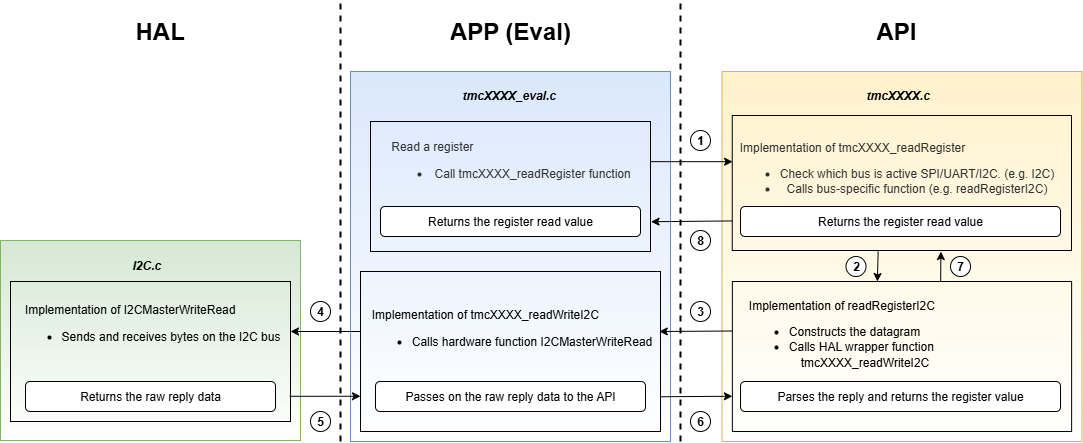 HAL
APP (Eval)
API
tmcXXXX_eval.c
Read a register
• Call tmcXXXX_readRegister function
Returns the register read value
1
8
tmcXXXX.c
Implementation of tmcXXXX_readRegister
• Check which bus is active SPI/UART/I2C. (e.g. I2C)
• Calls bus-specific function (e.g. readRegisterI2C)
Returns the register read value
2
7
I2C.c
Implementation of I2CMasterWriteRead
• Sends and receives bytes on the I2C bus
Returns the raw reply data
4
5
Implementation of tmcXXXX_readWriteI2C
• Calls hardware function I2CMasterWriteRead
Passes on the raw reply data to the API
3
6
Implementation of readRegisterI2C
• Constructs the datagram
• Calls HAL wrapper function
tmcXXXX_readWriteI2C
Parses the reply and returns the register value